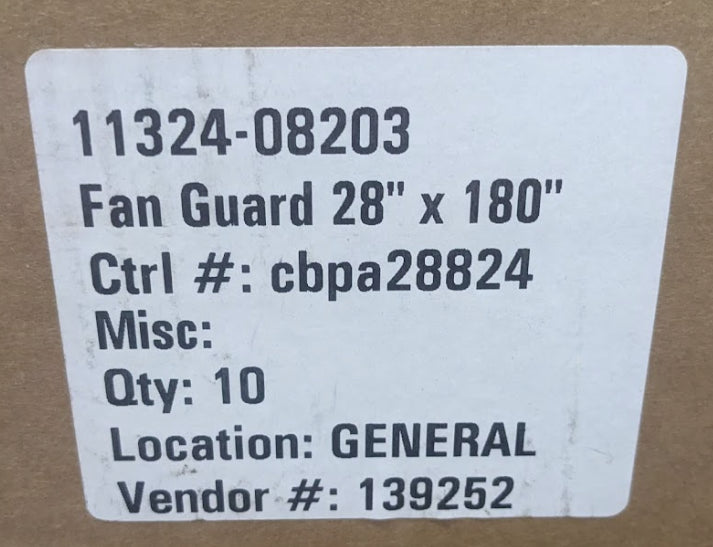 11324-08203
Fan Guard 28" x 180"
Ctrl #: cbpa28824
Misc:
Qty: 10
Location: GENERAL
Vendor #: 139252